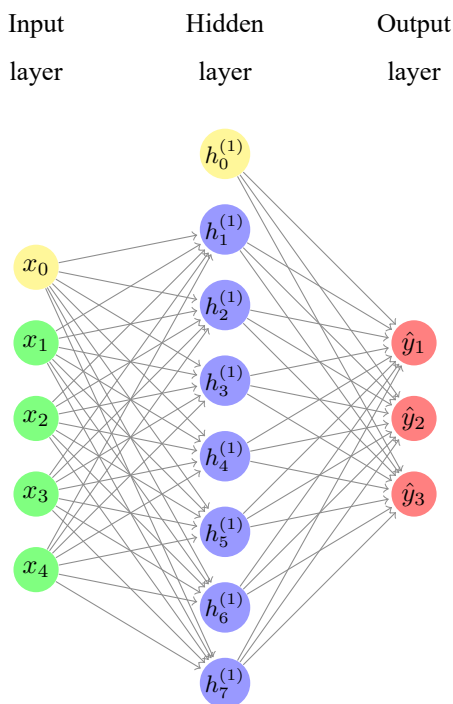 Input layer
Hidden layer
Output layer
h_0^{(1)}
h_1^{(1)}
x_0
h_2^{(1)}
x_1
ŷ_1
h_3^{(1)}
x_2
ŷ_2
h_4^{(1)}
x_3
ŷ_3
h_5^{(1)}
x_4
h_6^{(1)}
h_7^{(1)}